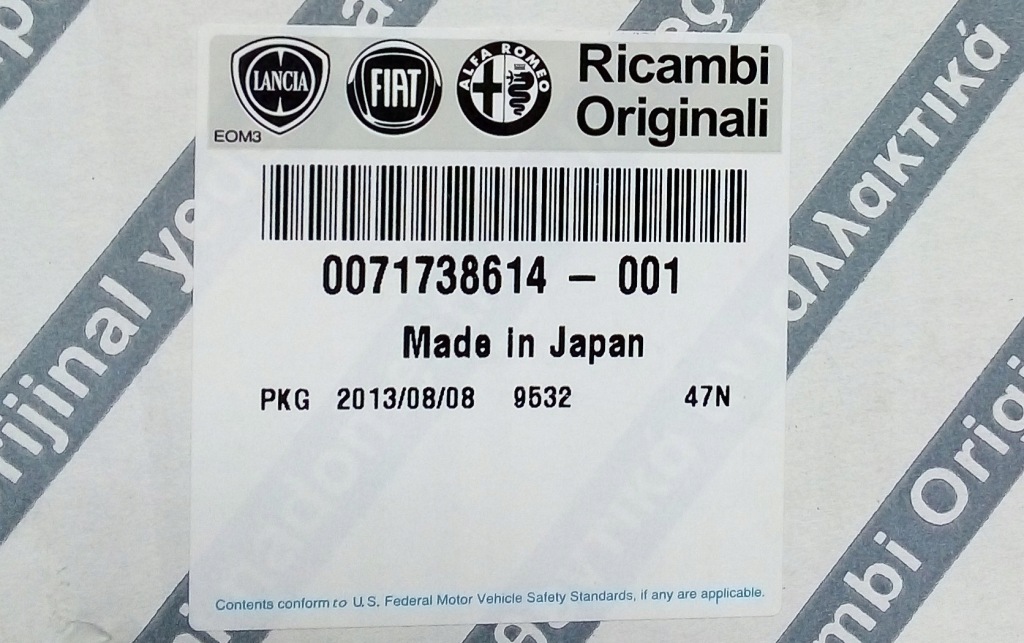 LANCIA FIAT ALFA ROMEO Ricambi
Originali
EOM3
0071738614 – 001
Made in Japan
PKG 2013/08/08 9532 47N
Contents conform to U.S. Federal Motor Vehicle Safety Standards, if any are applicable.
rijinal
αλλακτικά
mbi Origi